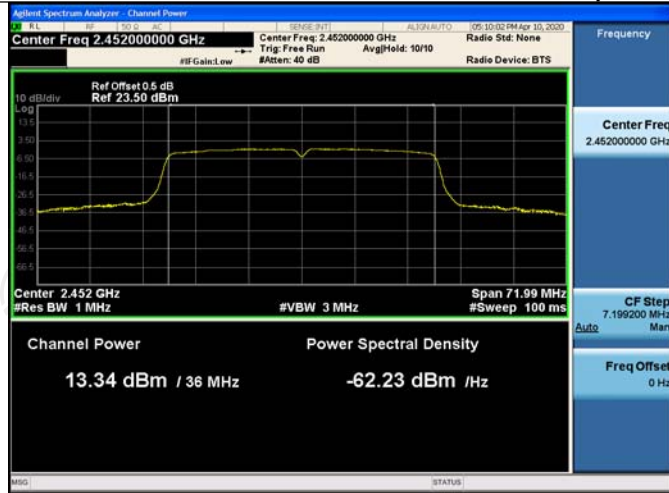 Agilent Spectrum Analyzer - Channel Power
RL RF 50 Ω AC SENSE:INT ALIGNAUTO 05:10:02 PM Apr 10, 2020
Center Freq 2.452000000 GHz Center Freq: 2.452000000 GHz Radio Std: None
Trig: Free Run Avg|Hold: 10/10
#IFGain:Low #Atten: 40 dB Radio Device: BTS
Frequency
Ref Offset 0.5 dB
10 dB/div Ref 23.50 dBm
Log
13.5
3.50
-6.50
-16.5
-26.5
-36.5
-46.5
-56.5
-66.5
Center Freq
2.452000000 GHz
Center 2.452 GHz Span 71.99 MHz
#Res BW 1 MHz #VBW 3 MHz #Sweep 100 ms
CF Step
7.199200 MHz
Auto Man
Channel Power Power Spectral Density
13.34 dBm / 36 MHz -62.23 dBm /Hz
Freq Offset
0 Hz
MSG STATUS